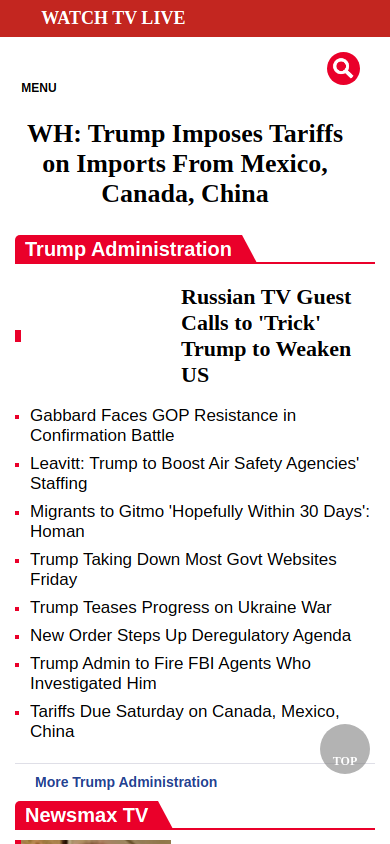 WATCH TV LIVE
MENU
WH: Trump Imposes Tariffs
on Imports From Mexico,
Canada, China
Trump Administration
Russian TV Guest
Calls to 'Trick'
Trump to Weaken
US
Gabbard Faces GOP Resistance in
Confirmation Battle
Leavitt: Trump to Boost Air Safety Agencies'
Staffing
Migrants to Gitmo 'Hopefully Within 30 Days':
Homan
Trump Taking Down Most Govt Websites
Friday
Trump Teases Progress on Ukraine War
New Order Steps Up Deregulatory Agenda
Trump Admin to Fire FBI Agents Who
Investigated Him
Tariffs Due Saturday on Canada, Mexico,
China
TOP
More Trump Administration
Newsmax TV